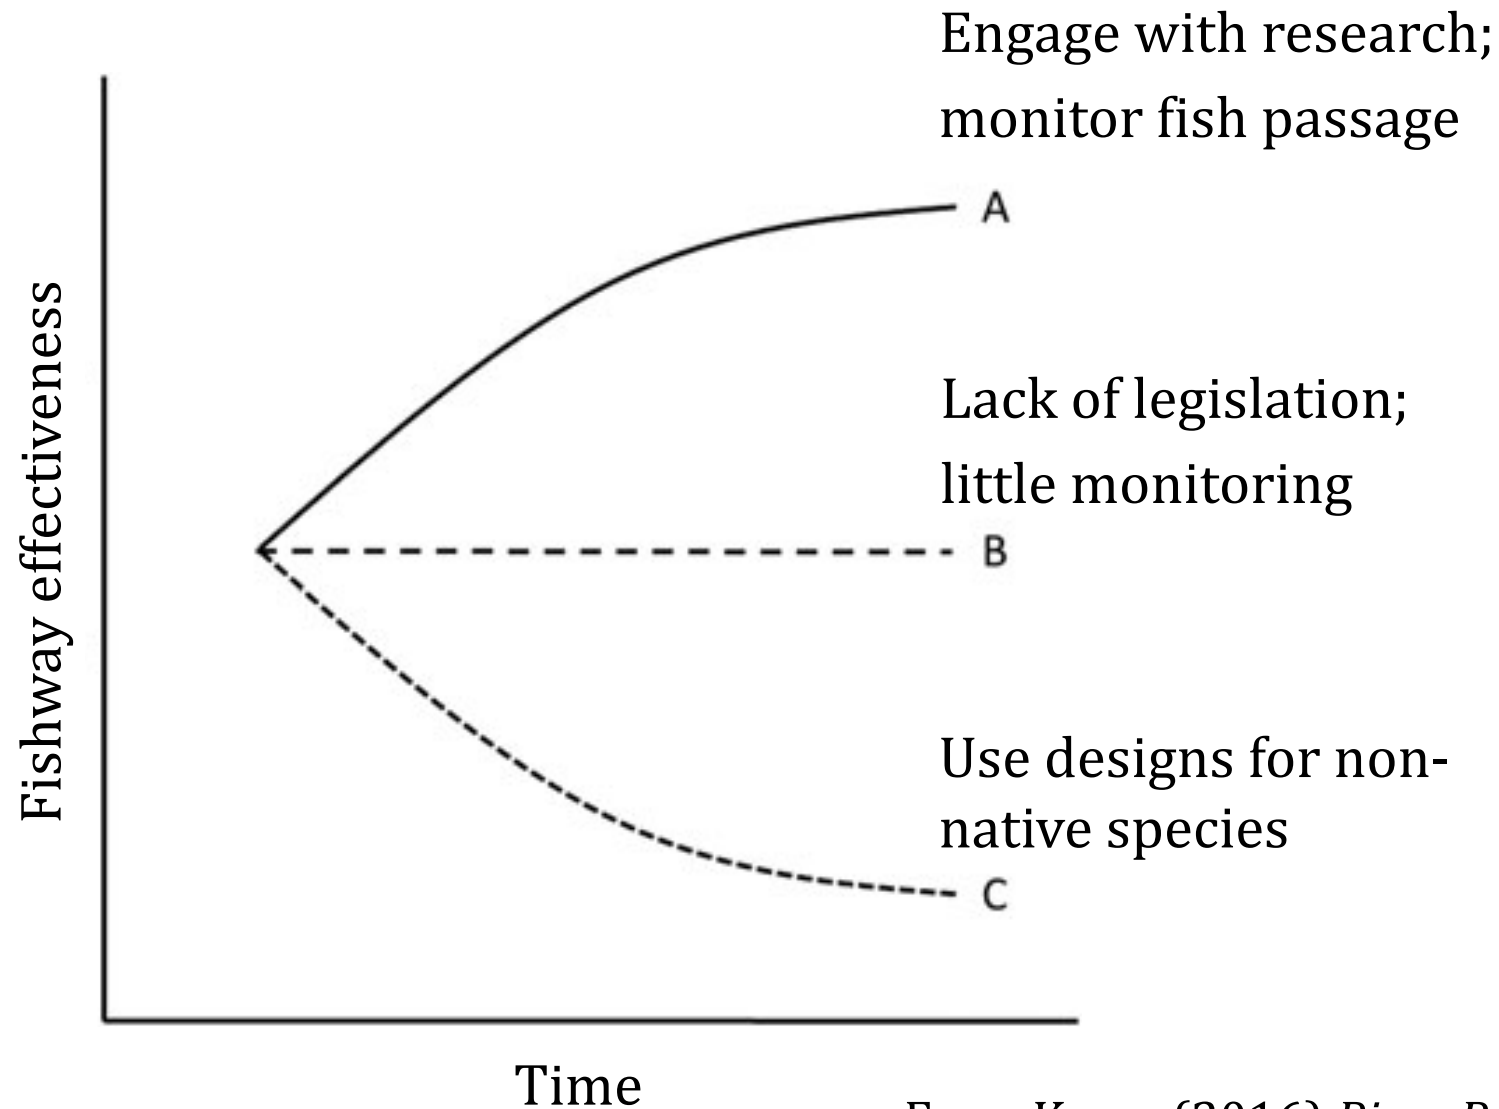 Engage with research;
monitor fish passage
A
Fishway effectiveness
Lack of legislation;
little monitoring
B
Use designs for non-
native species
C
Time
(2016)